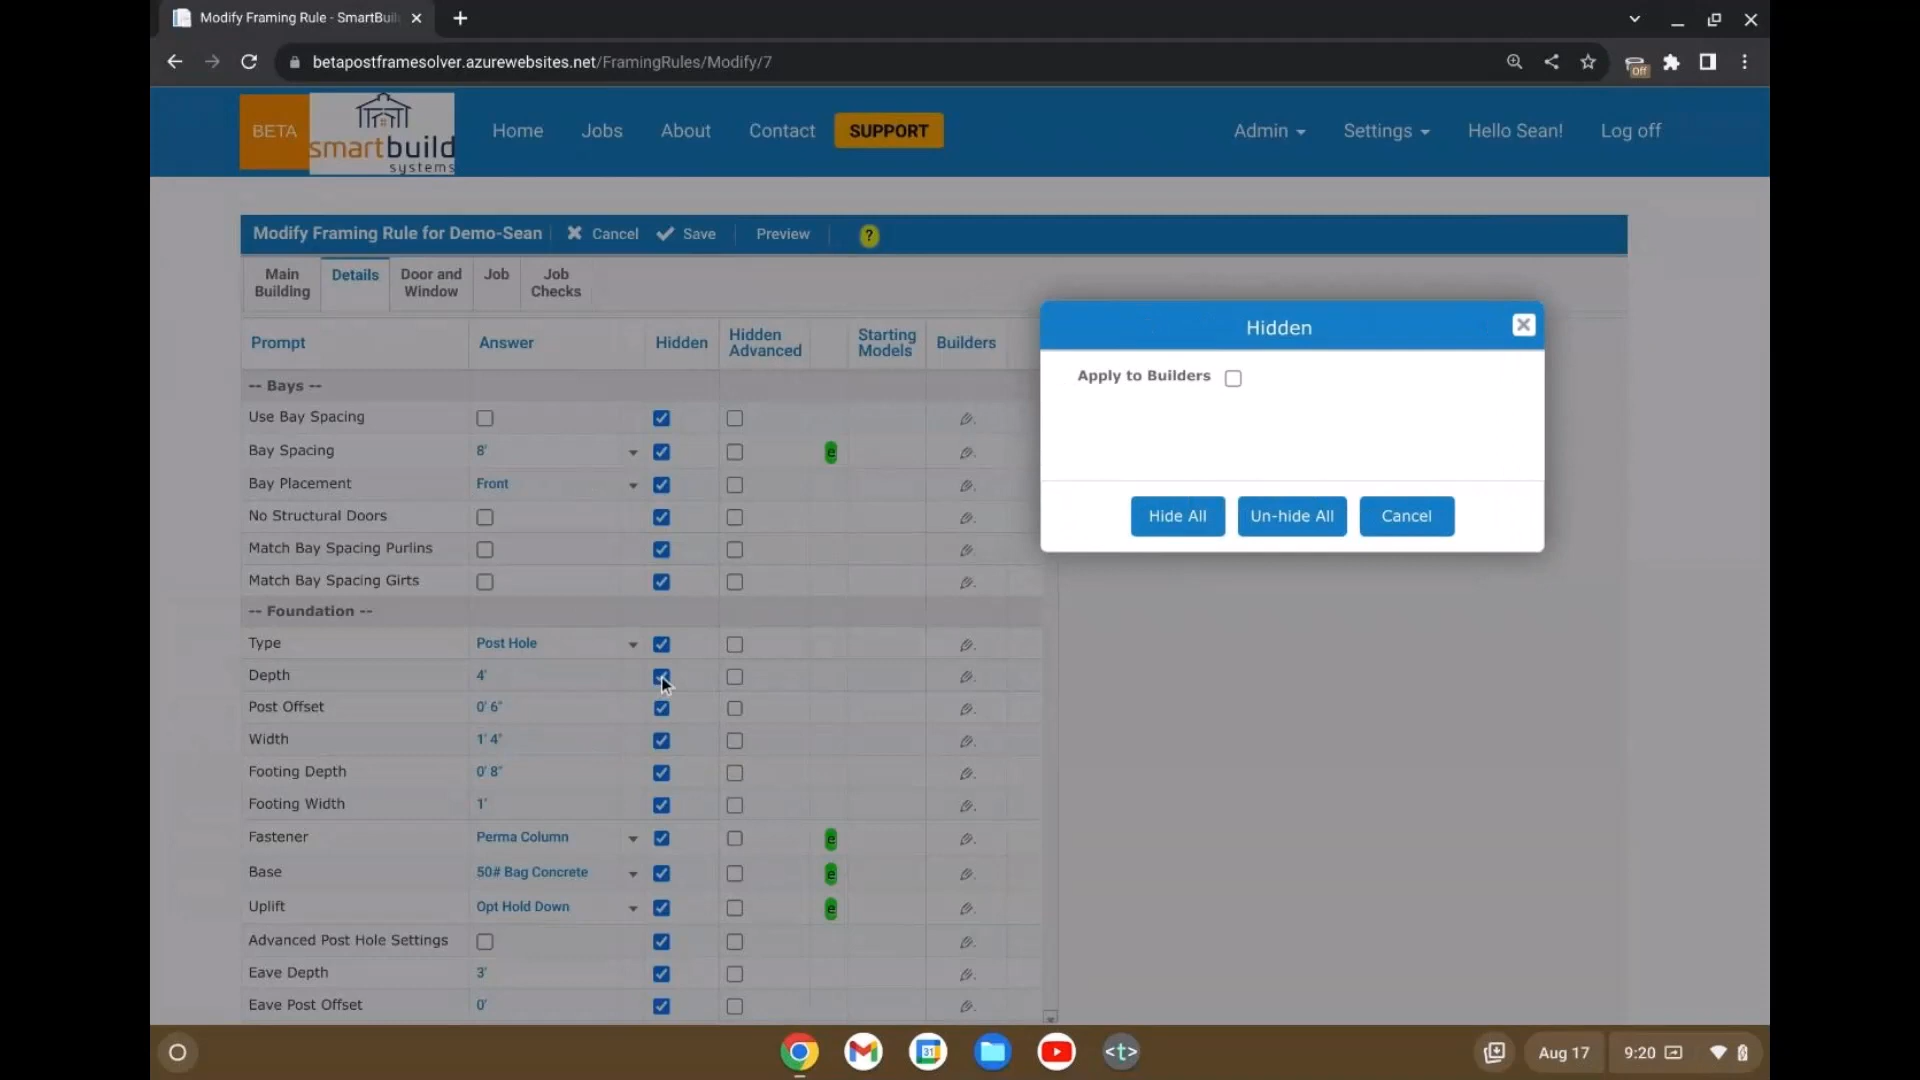 Modify Framing Rule - SmartBuil
betapostframesolver.azurewebsites.net/FramingRules/Modify/7
Off
BETA
smartbuild
systems
Home
Jobs
About
Contact
SUPPORT
Admin
Settings
Hello Sean!
Log off
Modify Framing Rule for Demo-Sean
Cancel
Save
Preview
?
Main
Building
Details
Door and
Window
Job
Job
Checks
Prompt
Answer
Hidden
Hidden
Advanced
Starting
Models
Builders
-- Bays --
Use Bay Spacing
Bay Spacing 8' e
Bay Placement Front
No Structural Doors
Match Bay Spacing Purlins
Match Bay Spacing Girts
-- Foundation --
Type Post Hole
Depth 4'
Post Offset 0' 6"
Width 1' 4"
Footing Depth 0' 8"
Footing Width 1'
Fastener Perma Column e
Base 50# Bag Concrete e
Uplift Opt Hold Down e
Advanced Post Hole Settings
Eave Depth 3'
Eave Post Offset 0'
Hidden
Apply to Builders
Hide All
Un-hide All
Cancel
31
<t>
Aug 17
9:20